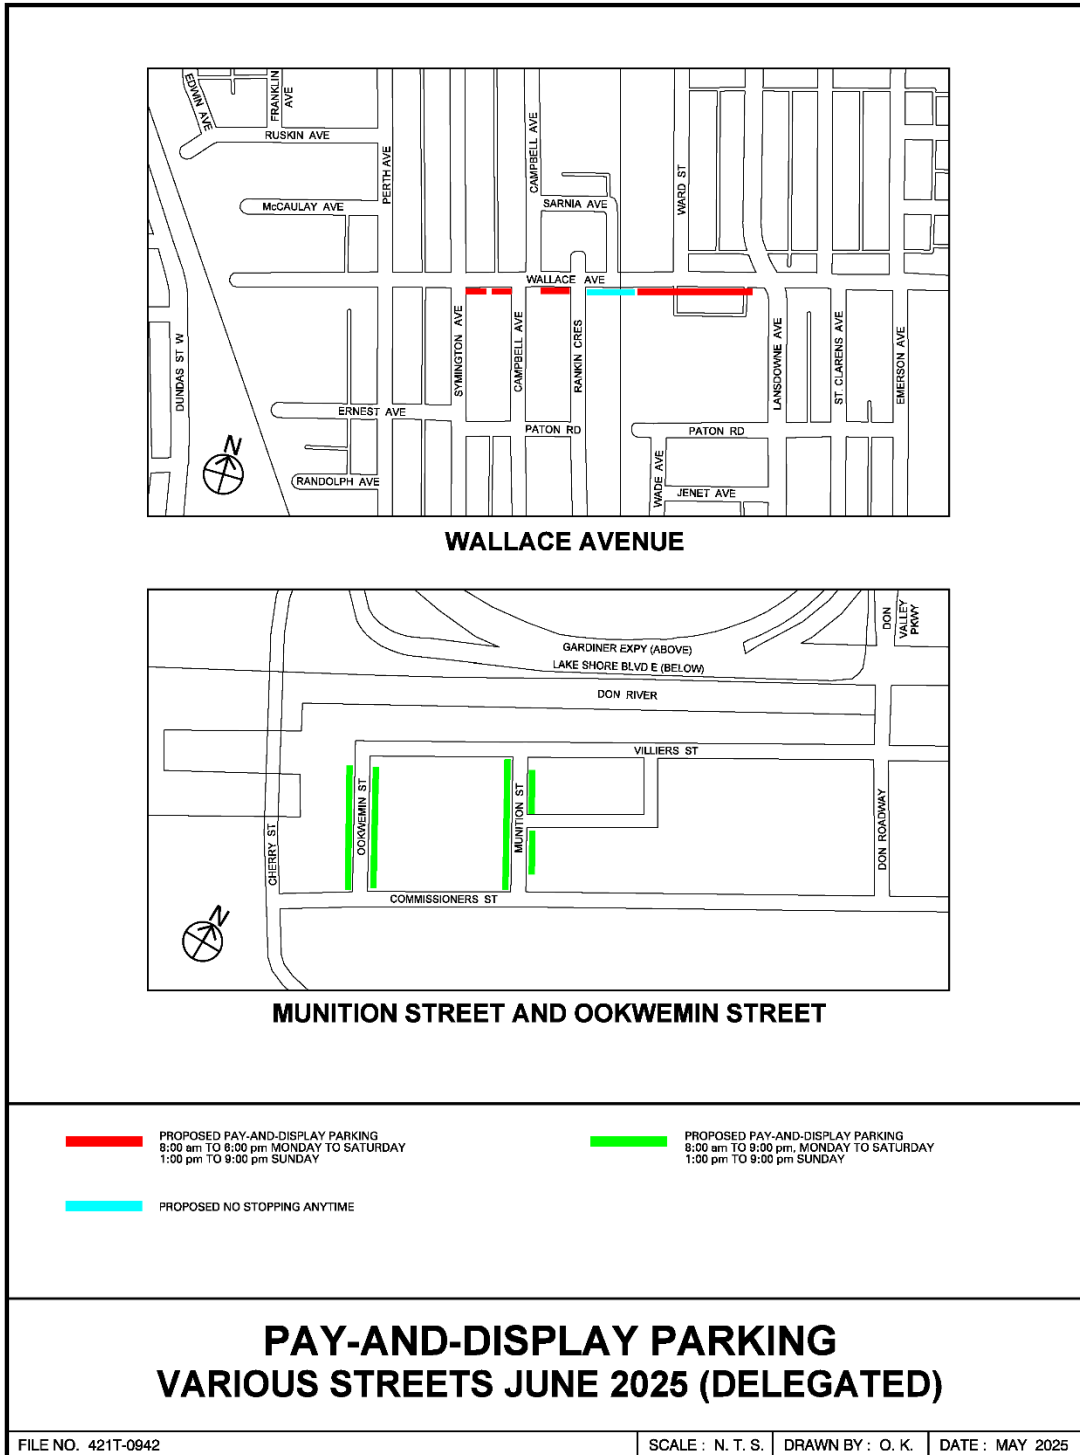 EDWIN AVE
FRANKLIN
AVE
RUSKIN AVE
PERTH AVE
CAMPBELL AVE
McCAULAY AVE
SARNIA AVE
WARD ST
WALLACE AVE
DUNDAS ST W
SYMINGTON AVE
CAMPBELL AVE
RANKIN CRES
LANSDOWNE AVE
ST. CLARENS AVE
EMERSON AVE
ERNEST AVE
PATON RD
PATON RD
N
RANDOLPH AVE
WADE AVE
JENET AVE
WALLACE AVENUE
DON
VALLEY
PKWY
GARDINER EXPY (ABOVE)
LAKE SHORE BLVD E (BELOW)
DON RIVER
VILLIERS ST
OOKWEMIN ST
MUNITION ST
CHERRY ST
DON ROADWAY
COMMISSIONERS ST
N
MUNITION STREET AND OOKWEMIN STREET
PROPOSED PAY-AND-DISPLAY PARKING
8:00 am TO 6:00 pm MONDAY TO SATURDAY
1:00 pm TO 9:00 pm SUNDAY
PROPOSED PAY-AND-DISPLAY PARKING
8:00 am TO 9:00 pm, MONDAY TO SATURDAY
1:00 pm TO 9:00 pm SUNDAY
PROPOSED NO STOPPING ANYTIME
PAY-AND-DISPLAY PARKING
VARIOUS STREETS JUNE 2025 (DELEGATED)
FILE NO. 421T-0942
SCALE : N. T. S.
DRAWN BY : O. K.
DATE : MAY 2025